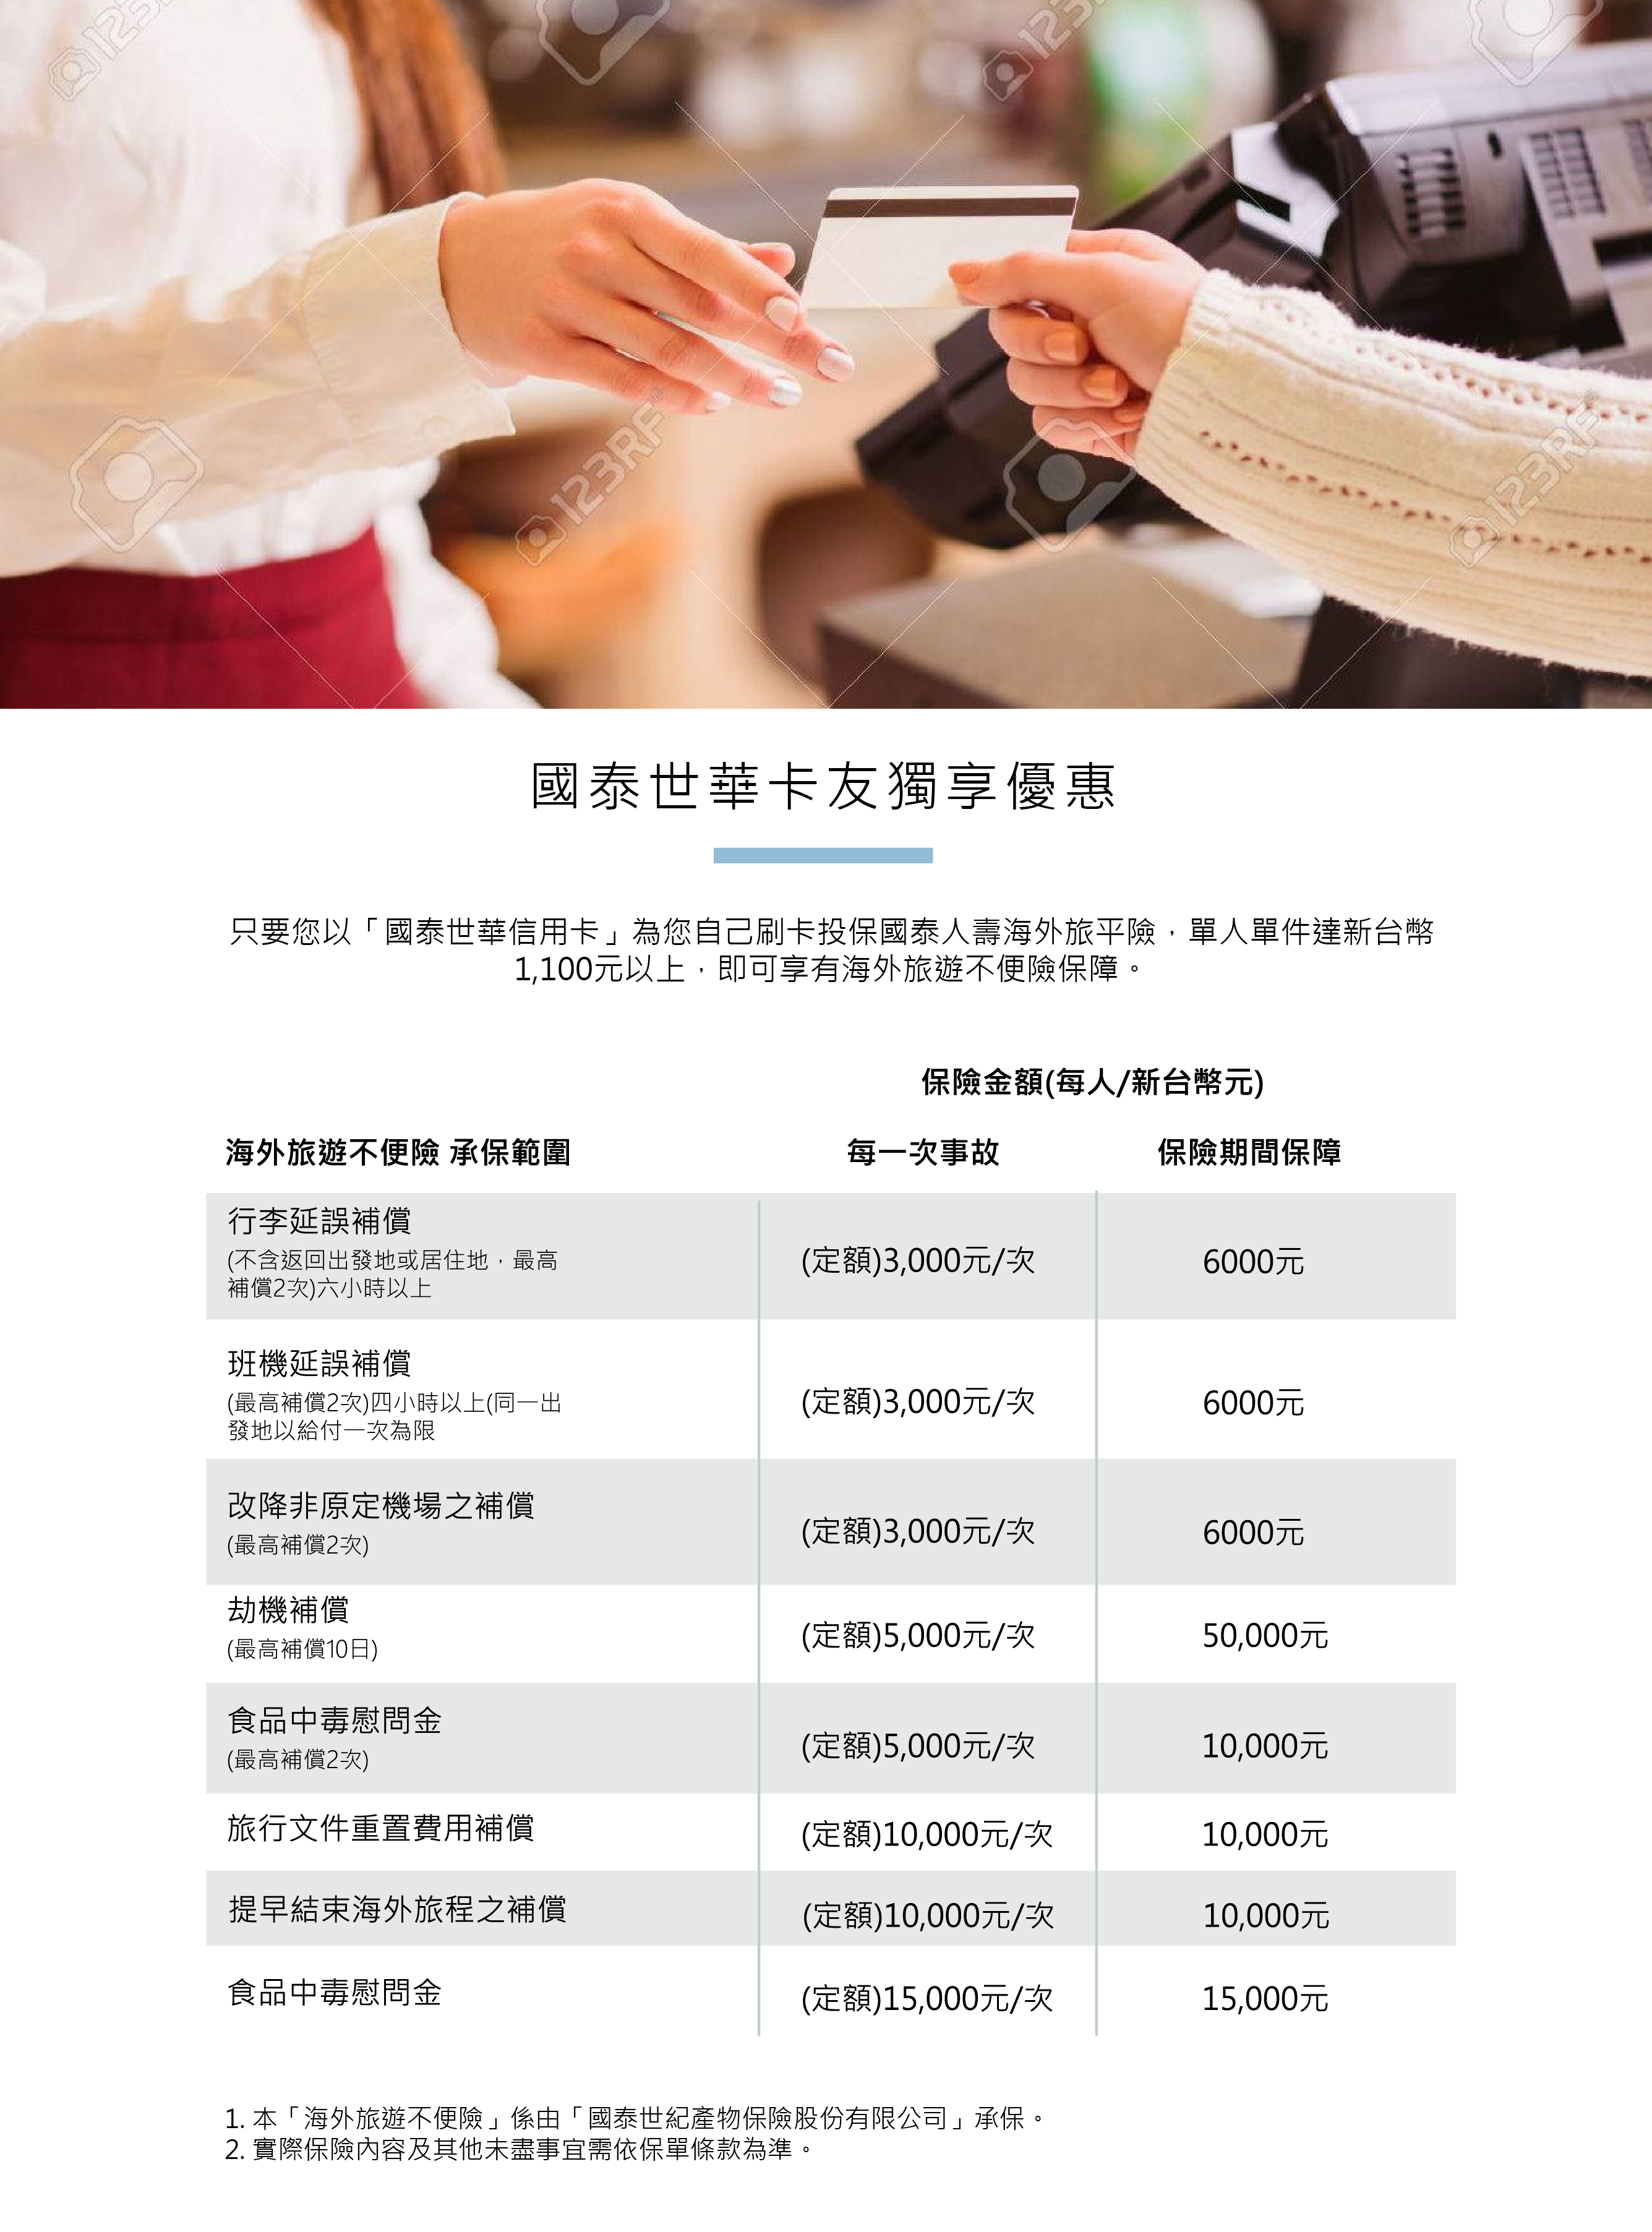 123RF
123RF
123RF
123RF
國泰世華卡友獨享優惠
只要您以「國泰世華信用卡」為您自己刷卡投保國泰人壽海外旅平險，單人單件達新台幣
1,100元以上，即可享有海外旅遊不便險保障。
保險金額(每人/新台幣元)
海外旅遊不便險 承保範圍 每一次事故 保險期間保障
行李延誤補償
(不含返回出發地或居住地，最高
補償2次)六小時以上
(定額)3,000元/次 6000元
班機延誤補償
(最高補償2次)四小時以上(同一出
發地以給付一次為限
(定額)3,000元/次 6000元
改降非原定機場之補償
(最高補償2次)
(定額)3,000元/次 6000元
劫機補償
(最高補償10日)
(定額)5,000元/次 50,000元
食品中毒慰問金
(最高補償2次)
(定額)5,000元/次 10,000元
旅行文件重置費用補償 (定額)10,000元/次 10,000元
提早結束海外旅程之補償 (定額)10,000元/次 10,000元
食品中毒慰問金 (定額)15,000元/次 15,000元
1. 本「海外旅遊不便險」係由「國泰世紀產物保險股份有限公司」承保。
2. 實際保險內容及其他未盡事宜需依保單條款為準。